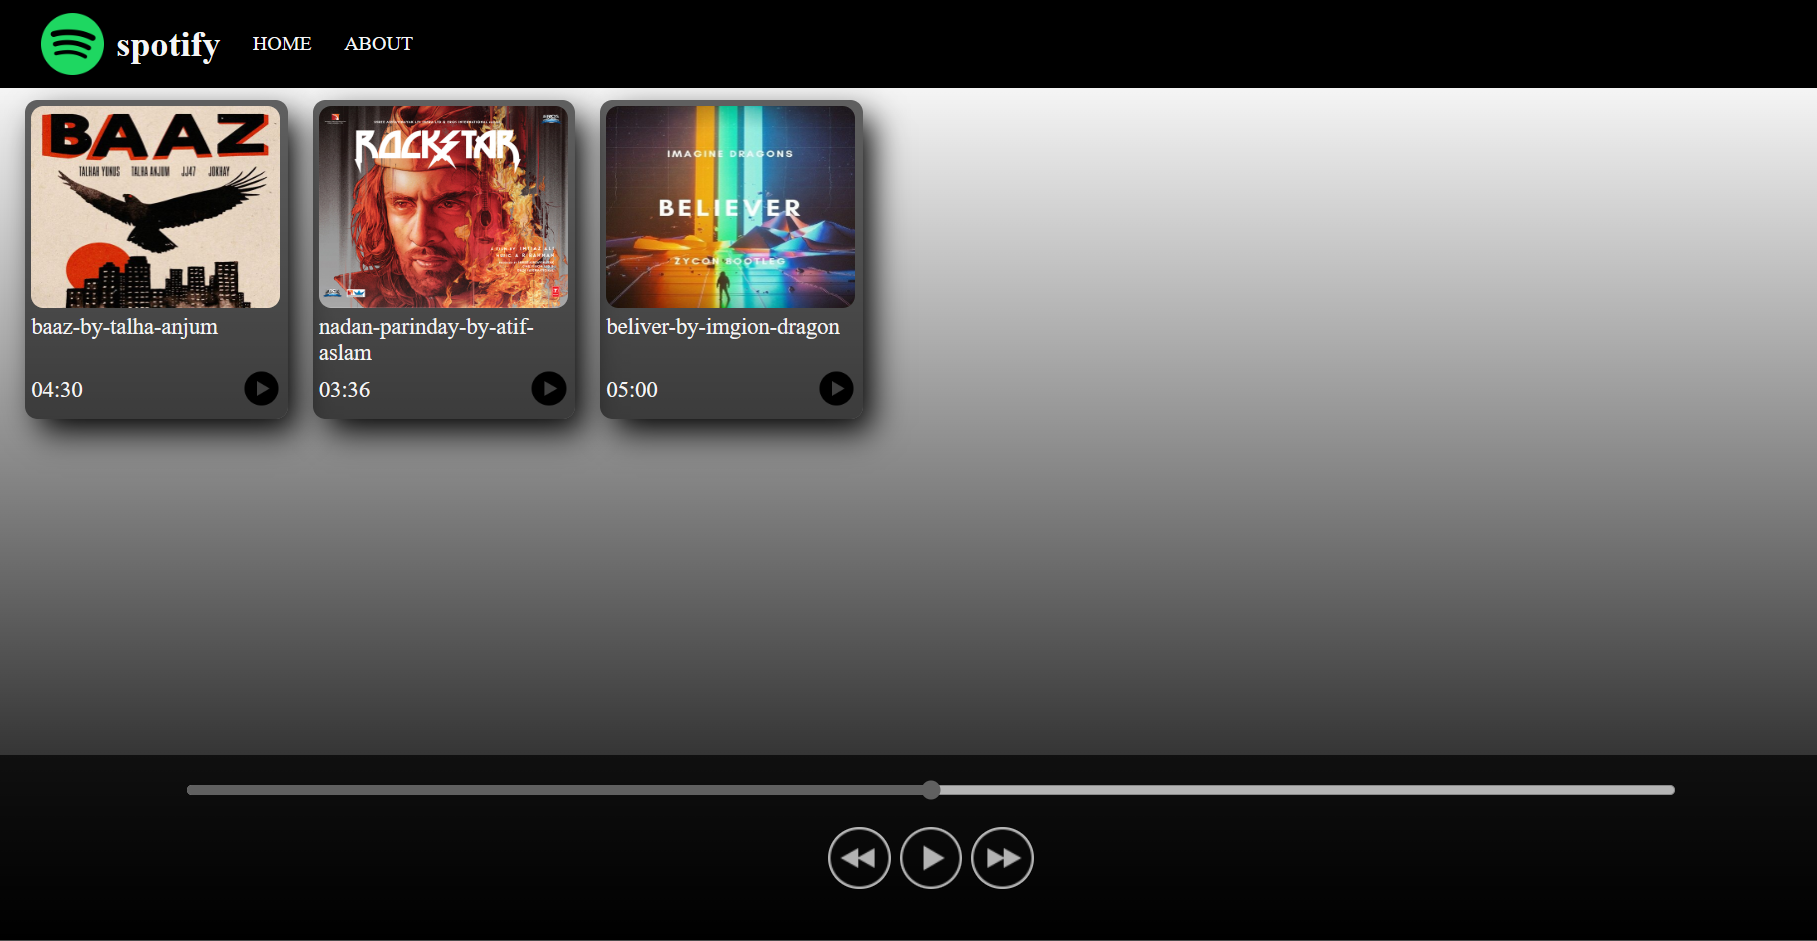 spotify HOME ABOUT
BAAZ
TALHAH YUNUS TALHA ANJUM JJ47 JOKHAY
baaz-by-talha-anjum
04:30
ROCKSTAR
nadan-parinday-by-atif-
aslam
03:36
IMAGINE DRAGONS
BELIEVER
ZYCON BOOTLEG
beliver-by-imgion-dragon
05:00